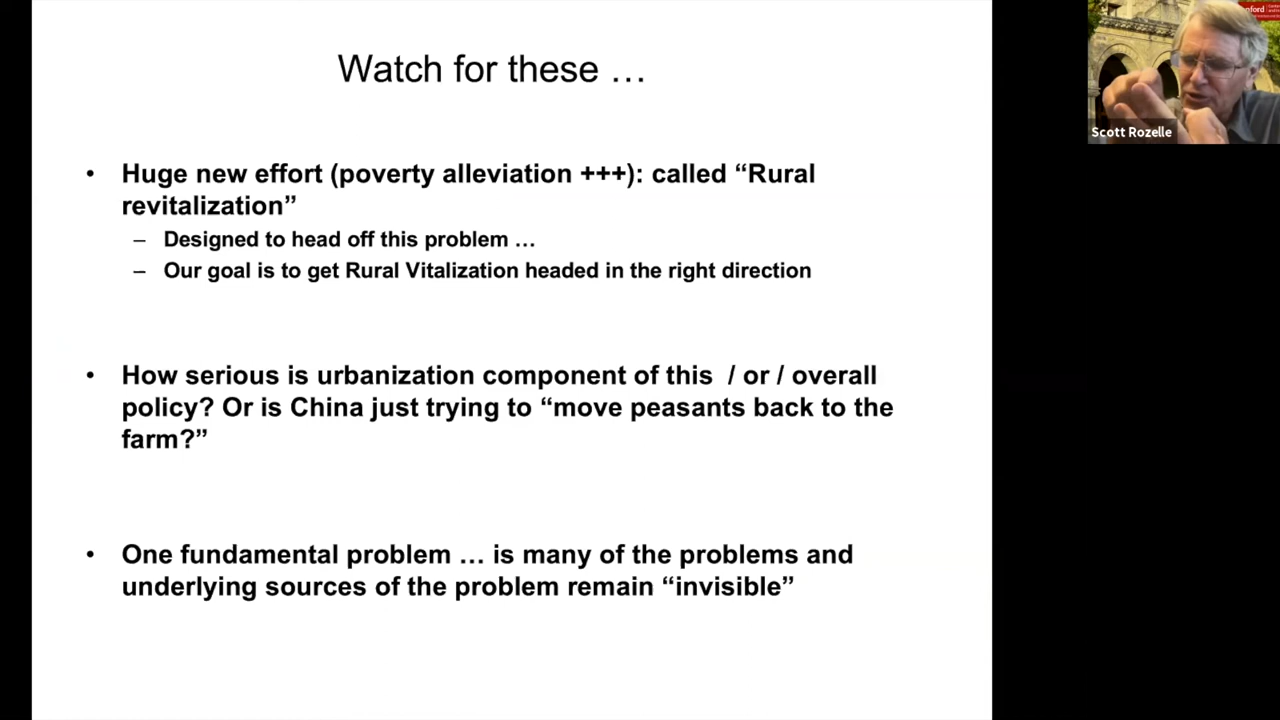 Watch for these …
• Huge new effort (poverty alleviation +++): called “Rural
revitalization”
– Designed to head off this problem …
– Our goal is to get Rural Vitalization headed in the right direction
• How serious is urbanization component of this / or / overall
policy? Or is China just trying to “move peasants back to the
farm?”
• One fundamental problem … is many of the problems and
underlying sources of the problem remain “invisible”
Scott Rozelle